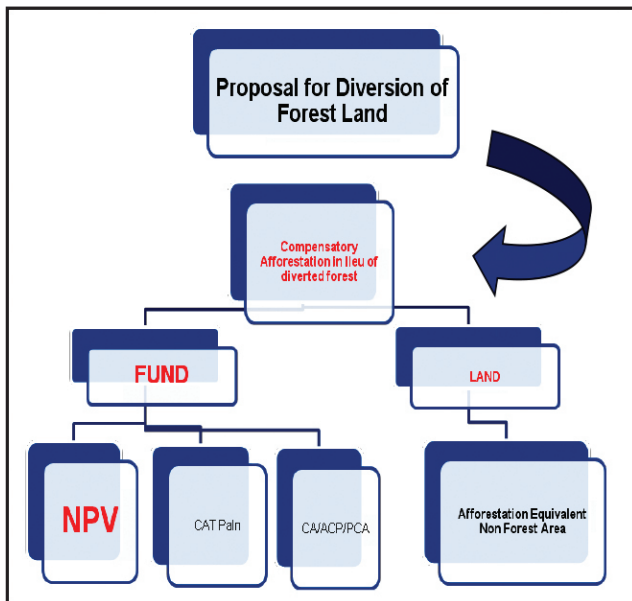 Proposal for Diversion of
Forest Land
Compensatory
Afforestation in lieu of
diverted forest
FUND
LAND
NPV
CAT Paln
CA/ACP/PCA
Afforestation Equivalent
Non Forest Area